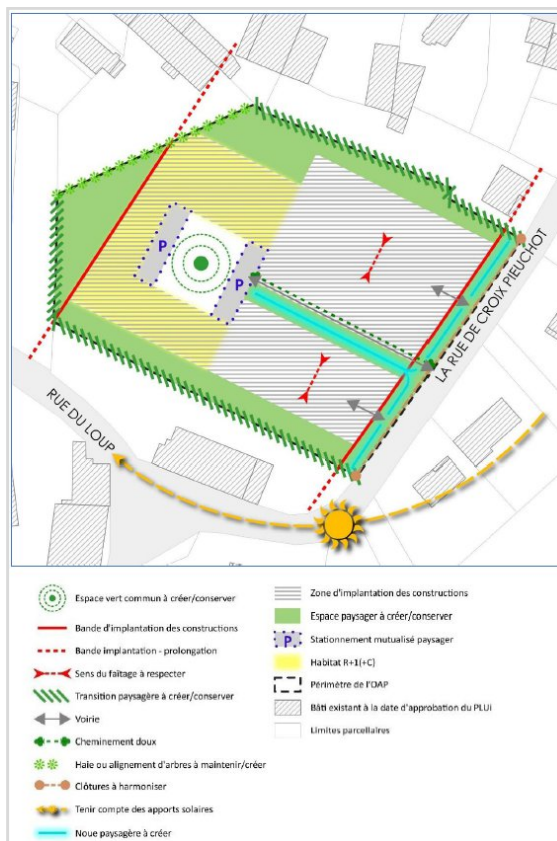 P
P
LA RUE DE CROIX PIEUCHOT
RUE DU LOUP
Espace vert commun à créer/conserver
Bande d'implantation des constructions
Bande implantation - prolongation
Sens du faîtage à respecter
Transition paysagère à créer/conserver
Voirie
Cheminement doux
Haie ou alignement d'arbres à maintenir/créer
Clôtures à harmoniser
Tenir compte des apports solaires
Noue paysagère à créer
Zone d'implantation des constructions
Espace paysager à créer/conserver
P
Stationnement mutualisé paysager
Habitat R+1(+C)
Périmètre de l'OAP
Bâti existant à la date d'approbation du PLUi
Limites parcellaires